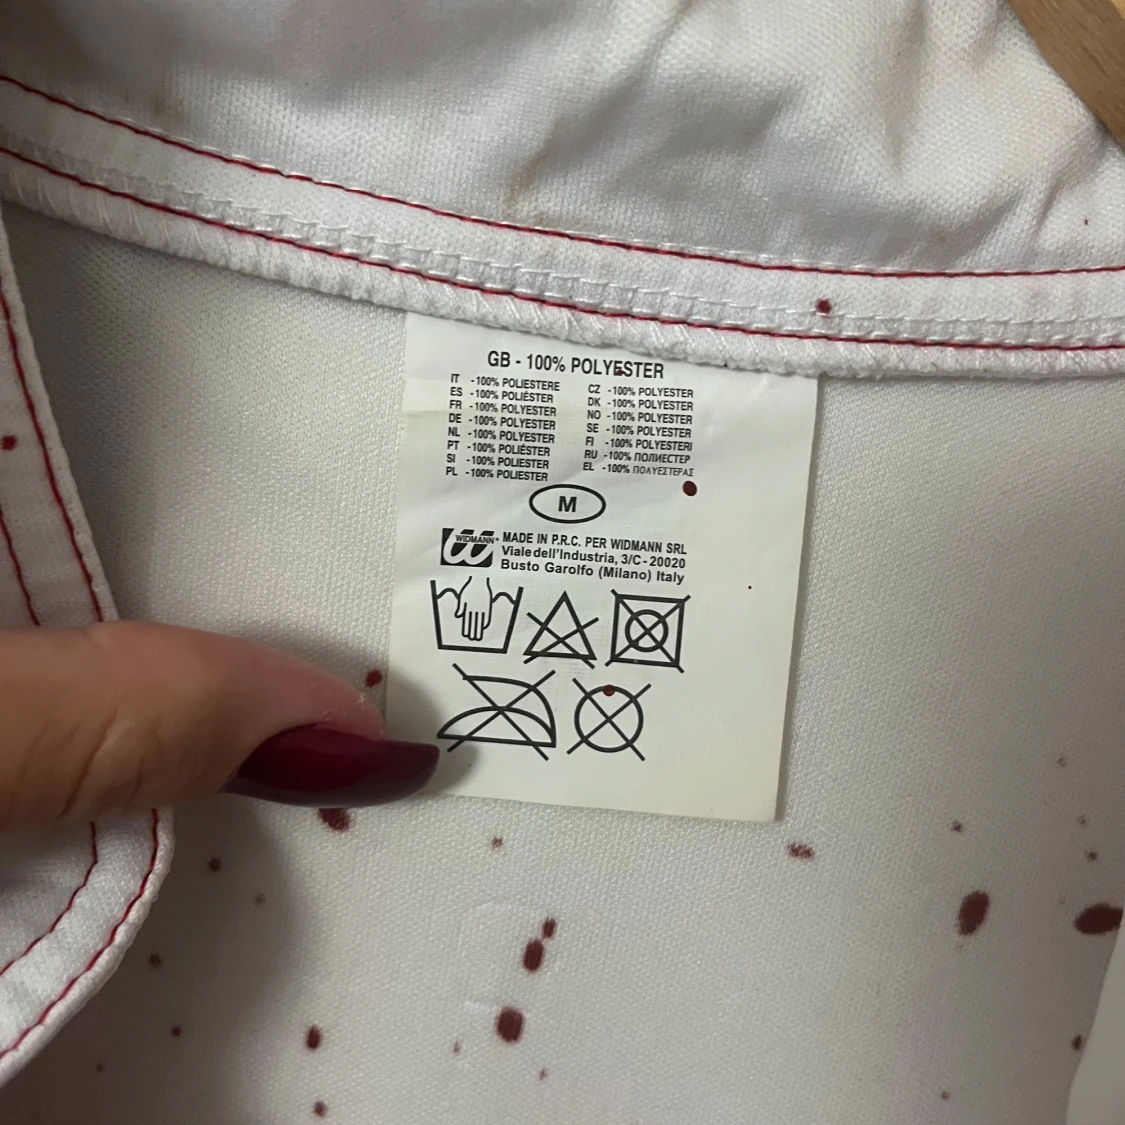 GB - 100% POLYESTER
IT -100% POLIESTERE
ES -100% POLIÉSTER
FR -100% POLYESTER
DE -100% POLYESTER
NL -100% POLYESTER
PT -100% POLIÉSTER
SI -100% POLIESTER
PL -100% POLIESTER
CZ -100% POLYESTER
DK -100% POLYESTER
NO -100% POLYESTER
SE -100% POLYESTER
FI -100% POLYESTERI
RU -100% ПОЛИЕСТЕР
EL -100% ΠΟΛΥΕΣΤΕΡΑΣ
M
WIDMANN
MADE IN P.R.C. PER WIDMANN SRL
Viale dell'Industria, 3/C - 20020
Busto Garolfo (Milano) Italy